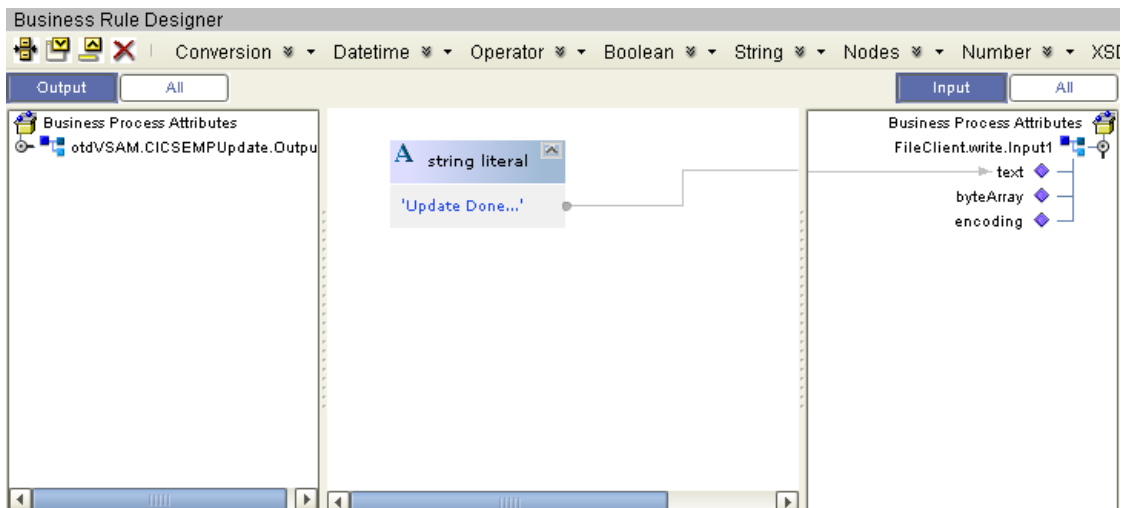 Business Rule Designer
Conversion Datetime Operator Boolean String Nodes Number XSD
Output All Input All
Business Process Attributes
otdVSAM.CICSEMPUpdate.Outpu
A string literal
'Update Done...'
Business Process Attributes
FileClient.write.Input1
text
byteArray
encoding